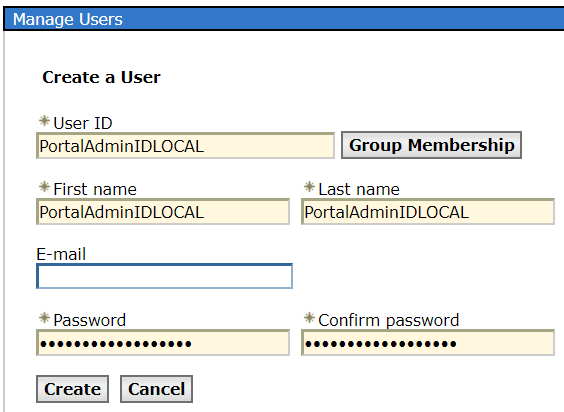 Manage Users
Create a User
*User ID
PortalAdminIDLOCAL Group Membership
*First name *Last name
PortalAdminIDLOCAL PortalAdminIDLOCAL
E-mail
*Password *Confirm password
•••••••••••••••••• ••••••••••••••••••
Create Cancel